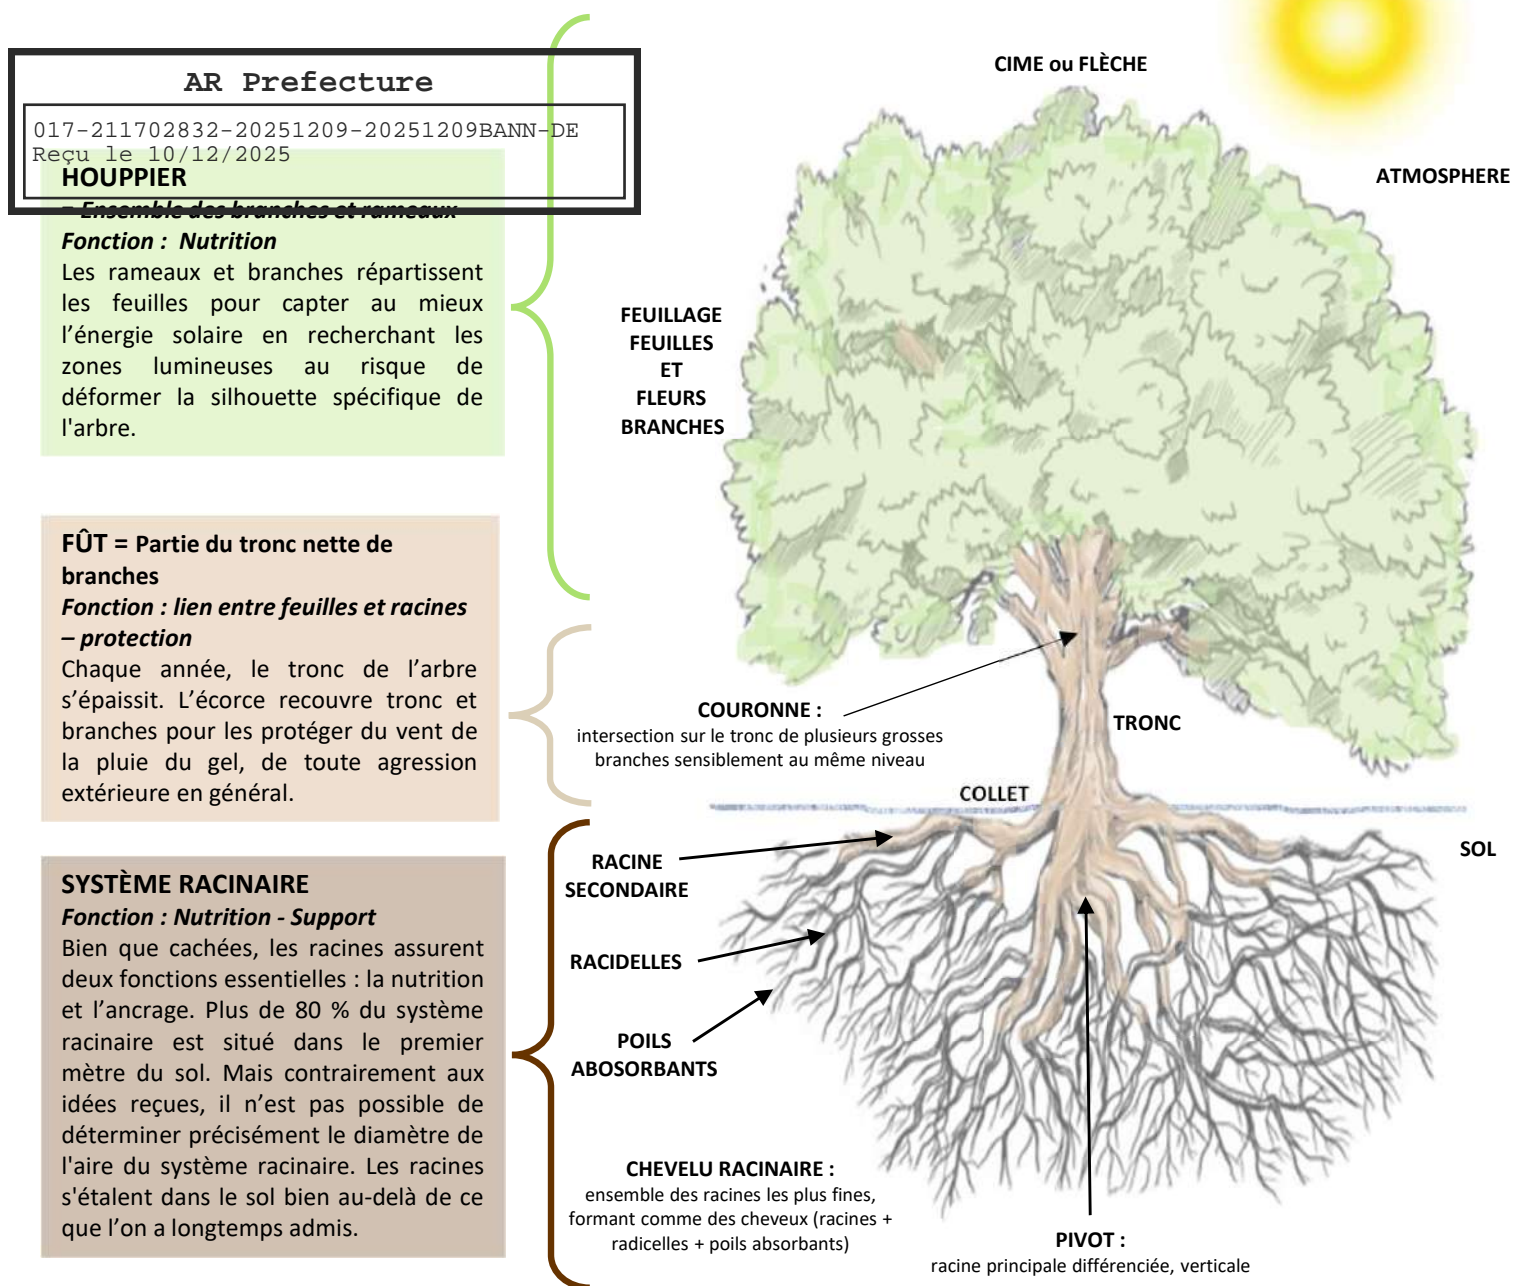 AR Prefecture
017-211702832-20251209-20251209BANN-DE
Reçu le 10/12/2025
HOUPPIER
= Ensemble des branches et rameaux
Fonction : Nutrition
Les rameaux et branches répartissent
les feuilles pour capter au mieux
l’énergie solaire en recherchant les
zones lumineuses au risque de
déformer la silhouette spécifique de
l'arbre.
FÛT = Partie du tronc nette de
branches
Fonction : lien entre feuilles et racines
– protection
Chaque année, le tronc de l’arbre
s’épaissit. L’écorce recouvre tronc et
branches pour les protéger du vent de
la pluie du gel, de toute agression
extérieure en général.
SYSTÈME RACINAIRE
Fonction : Nutrition - Support
Bien que cachées, les racines assurent
deux fonctions essentielles : la nutrition
et l’ancrage. Plus de 80 % du système
racinaire est situé dans le premier
mètre du sol. Mais contrairement aux
idées reçues, il n’est pas possible de
déterminer précisément le diamètre de
l'aire du système racinaire. Les racines
s'étalent dans le sol bien au-delà de ce
que l’on a longtemps admis.
CIME ou FLÈCHE
ATMOSPHERE
FEUILLAGE
FEUILLES
ET
FLEURS
BRANCHES
COURONNE :
intersection sur le tronc de plusieurs grosses
branches sensiblement au même niveau
TRONC
COLLET
SOL
RACINE
SECONDAIRE
RACIDELLES
POILS
ABOSORBANTS
CHEVELU RACINAIRE :
ensemble des racines les plus fines,
formant comme des cheveux (racines +
radicelles + poils absorbants)
PIVOT :
racine principale différenciée, verticale